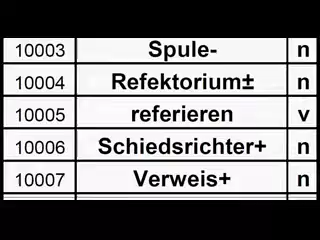 10003 Spule- n
10004 Refektorium± n
10005 referieren v
10006 Schiedsrichter+ n
10007 Verweis+ n